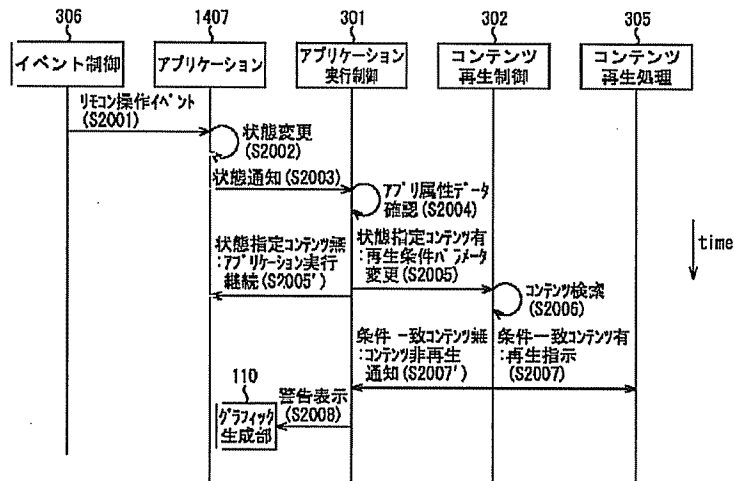 306
1407
301
302
305
イベント制御
アプリケーション
アプリケーション
実行制御
コンテンツ
再生制御
コンテンツ
再生処理
リモコン操作イベント
(S2001)
状態変更
(S2002)
状態通知(S2003)
アプリ属性データ
確認(S2004)
状態指定コンテンツ無
:アプリケーション実行
継続(S2005')
状態指定コンテンツ有
:再生条件パラメータ
変更(S2005)
time
コンテンツ検索
(S2006)
条件一致コンテンツ無
:コンテンツ非再生
通知(S2007')
条件一致コンテンツ有
:再生指示
(S2007)
110
グラフィック
生成部
警告表示
(S2008)